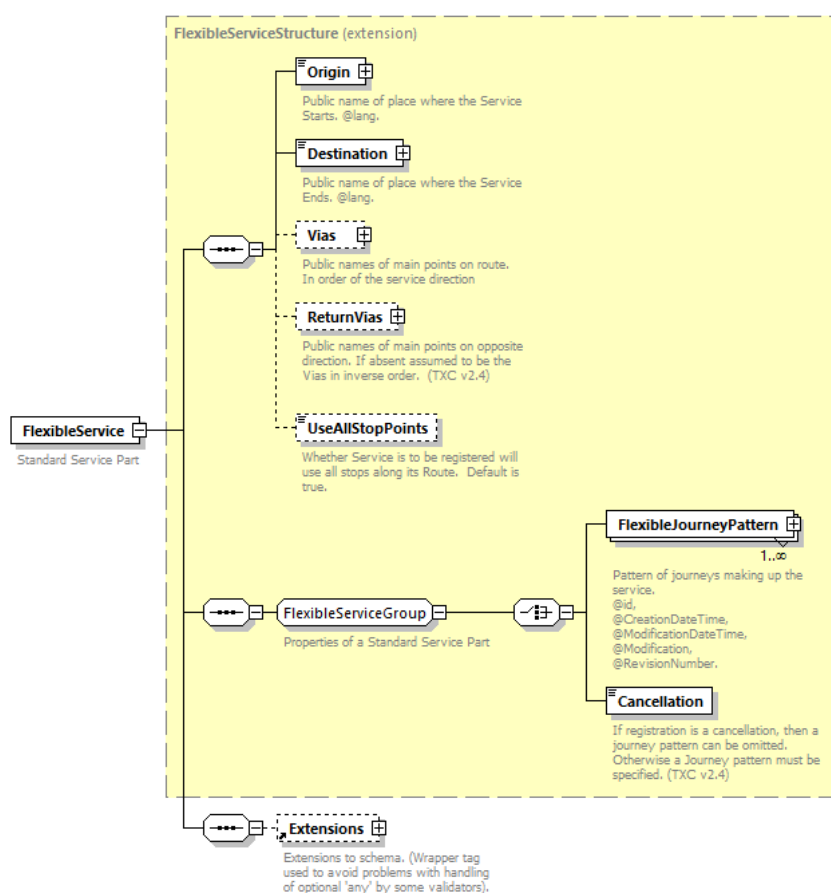 FlexibleServiceStructure (extension)
Origin
Public name of place where the Service
Starts. @lang.
Destination
Public name of place where the Service
Ends. @lang.
Vias
Public names of main points on route.
In order of the service direction
ReturnVias
Public names of main points on opposite
direction. If absent assumed to be the
Vias in inverse order. (TXC v2.4)
UseAllStopPoints
Whether Service is to be registered will
use all stops along its Route. Default is
true.
FlexibleService
Standard Service Part
FlexibleServiceGroup
Properties of a Standard Service Part
FlexibleJourneyPattern
1..∞
Pattern of journeys making up the
service.
@id,
@CreationDateTime,
@ModificationDateTime,
@Modification,
@RevisionNumber.
Cancellation
If registration is a cancellation, then a
journey pattern can be omitted.
Otherwise a Journey pattern must be
specified. (TXC v2.4)
Extensions
Extensions to schema. (Wrapper tag
used to avoid problems with handling
of optional 'any' by some validators).